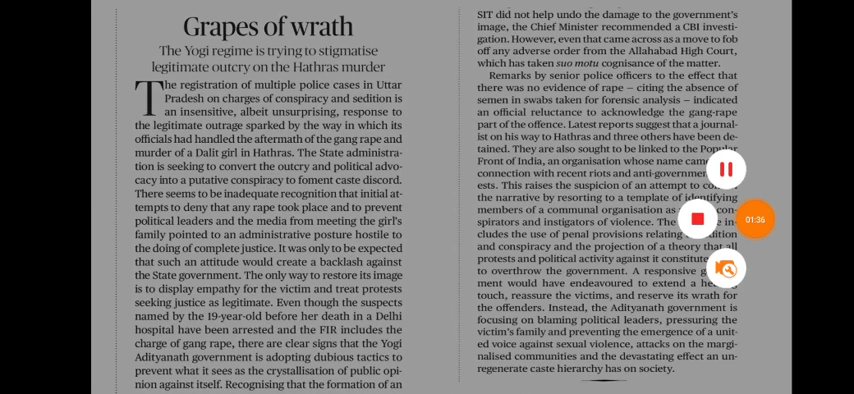 Grapes of wrath
The Yogi regime is trying to stigmatise
legitimate outcry on the Hathras murder
The registration of multiple police cases in Uttar
Pradesh on charges of conspiracy and sedition is
an insensitive, albeit unsurprising, response to
the legitimate outrage sparked by the way in which its
officials had handled the aftermath of the gang rape and
murder of a Dalit girl in Hathras. The State administra-
tion is seeking to convert the outcry and political advo-
cacy into a putative conspiracy to foment caste discord.
There seems to be inadequate recognition that initial at-
tempts to deny that any rape took place and to prevent
political leaders and the media from meeting the girl's
family pointed to an administrative posture hostile to
the doing of complete justice. It was only to be expected
that such an attitude would create a backlash against
the State government. The only way to restore its image
is to display empathy for the victim and treat protests
seeking justice as legitimate. Even though the suspects
named by the 19-year-old before her death in a Delhi
hospital have been arrested and the FIR includes the
charge of gang rape, there are clear signs that the Yogi
Adityanath government is adopting dubious tactics to
prevent what it sees as the crystallisation of public opi-
nion against itself. Recognising that the formation of an
SIT did not help undo the damage to the government's
image, the Chief Minister recommended a CBI investi-
gation. However, even that came across as a move to fob
off any adverse order from the Allahabad High Court,
which has taken suo motu cognisance of the matter.
Remarks by senior police officers to the effect that
there was no evidence of rape — citing the absence of
semen in swabs taken for forensic analysis — indicated
an official reluctance to acknowledge the gang-rape
part of the offence. Latest reports suggest that a journal-
ist on his way to Hathras and three others have been de-
tained. They are also sought to be linked to the Popular
Front of India, an organisation whose name came
connection with recent riots and anti-government
ests. This raises the suspicion of an attempt to
the narrative by resorting to a template of identifying
members of a communal organisation as con-
spirators and instigators of violence. The in-
cludes the use of penal provisions relating
and conspiracy and the projection of a theory that all
protests and political activity against it constitute
to overthrow the government. A responsive
ment would have endeavoured to extend a
touch, reassure the victims, and reserve its wrath for
the offenders. Instead, the Adityanath government is
focusing on blaming political leaders, pressuring the
victim's family and preventing the emergence of a unit-
ed voice against sexual violence, attacks on the margi-
nalised communities and the devastating effect an un-
regenerate caste hierarchy has on society.
01:36